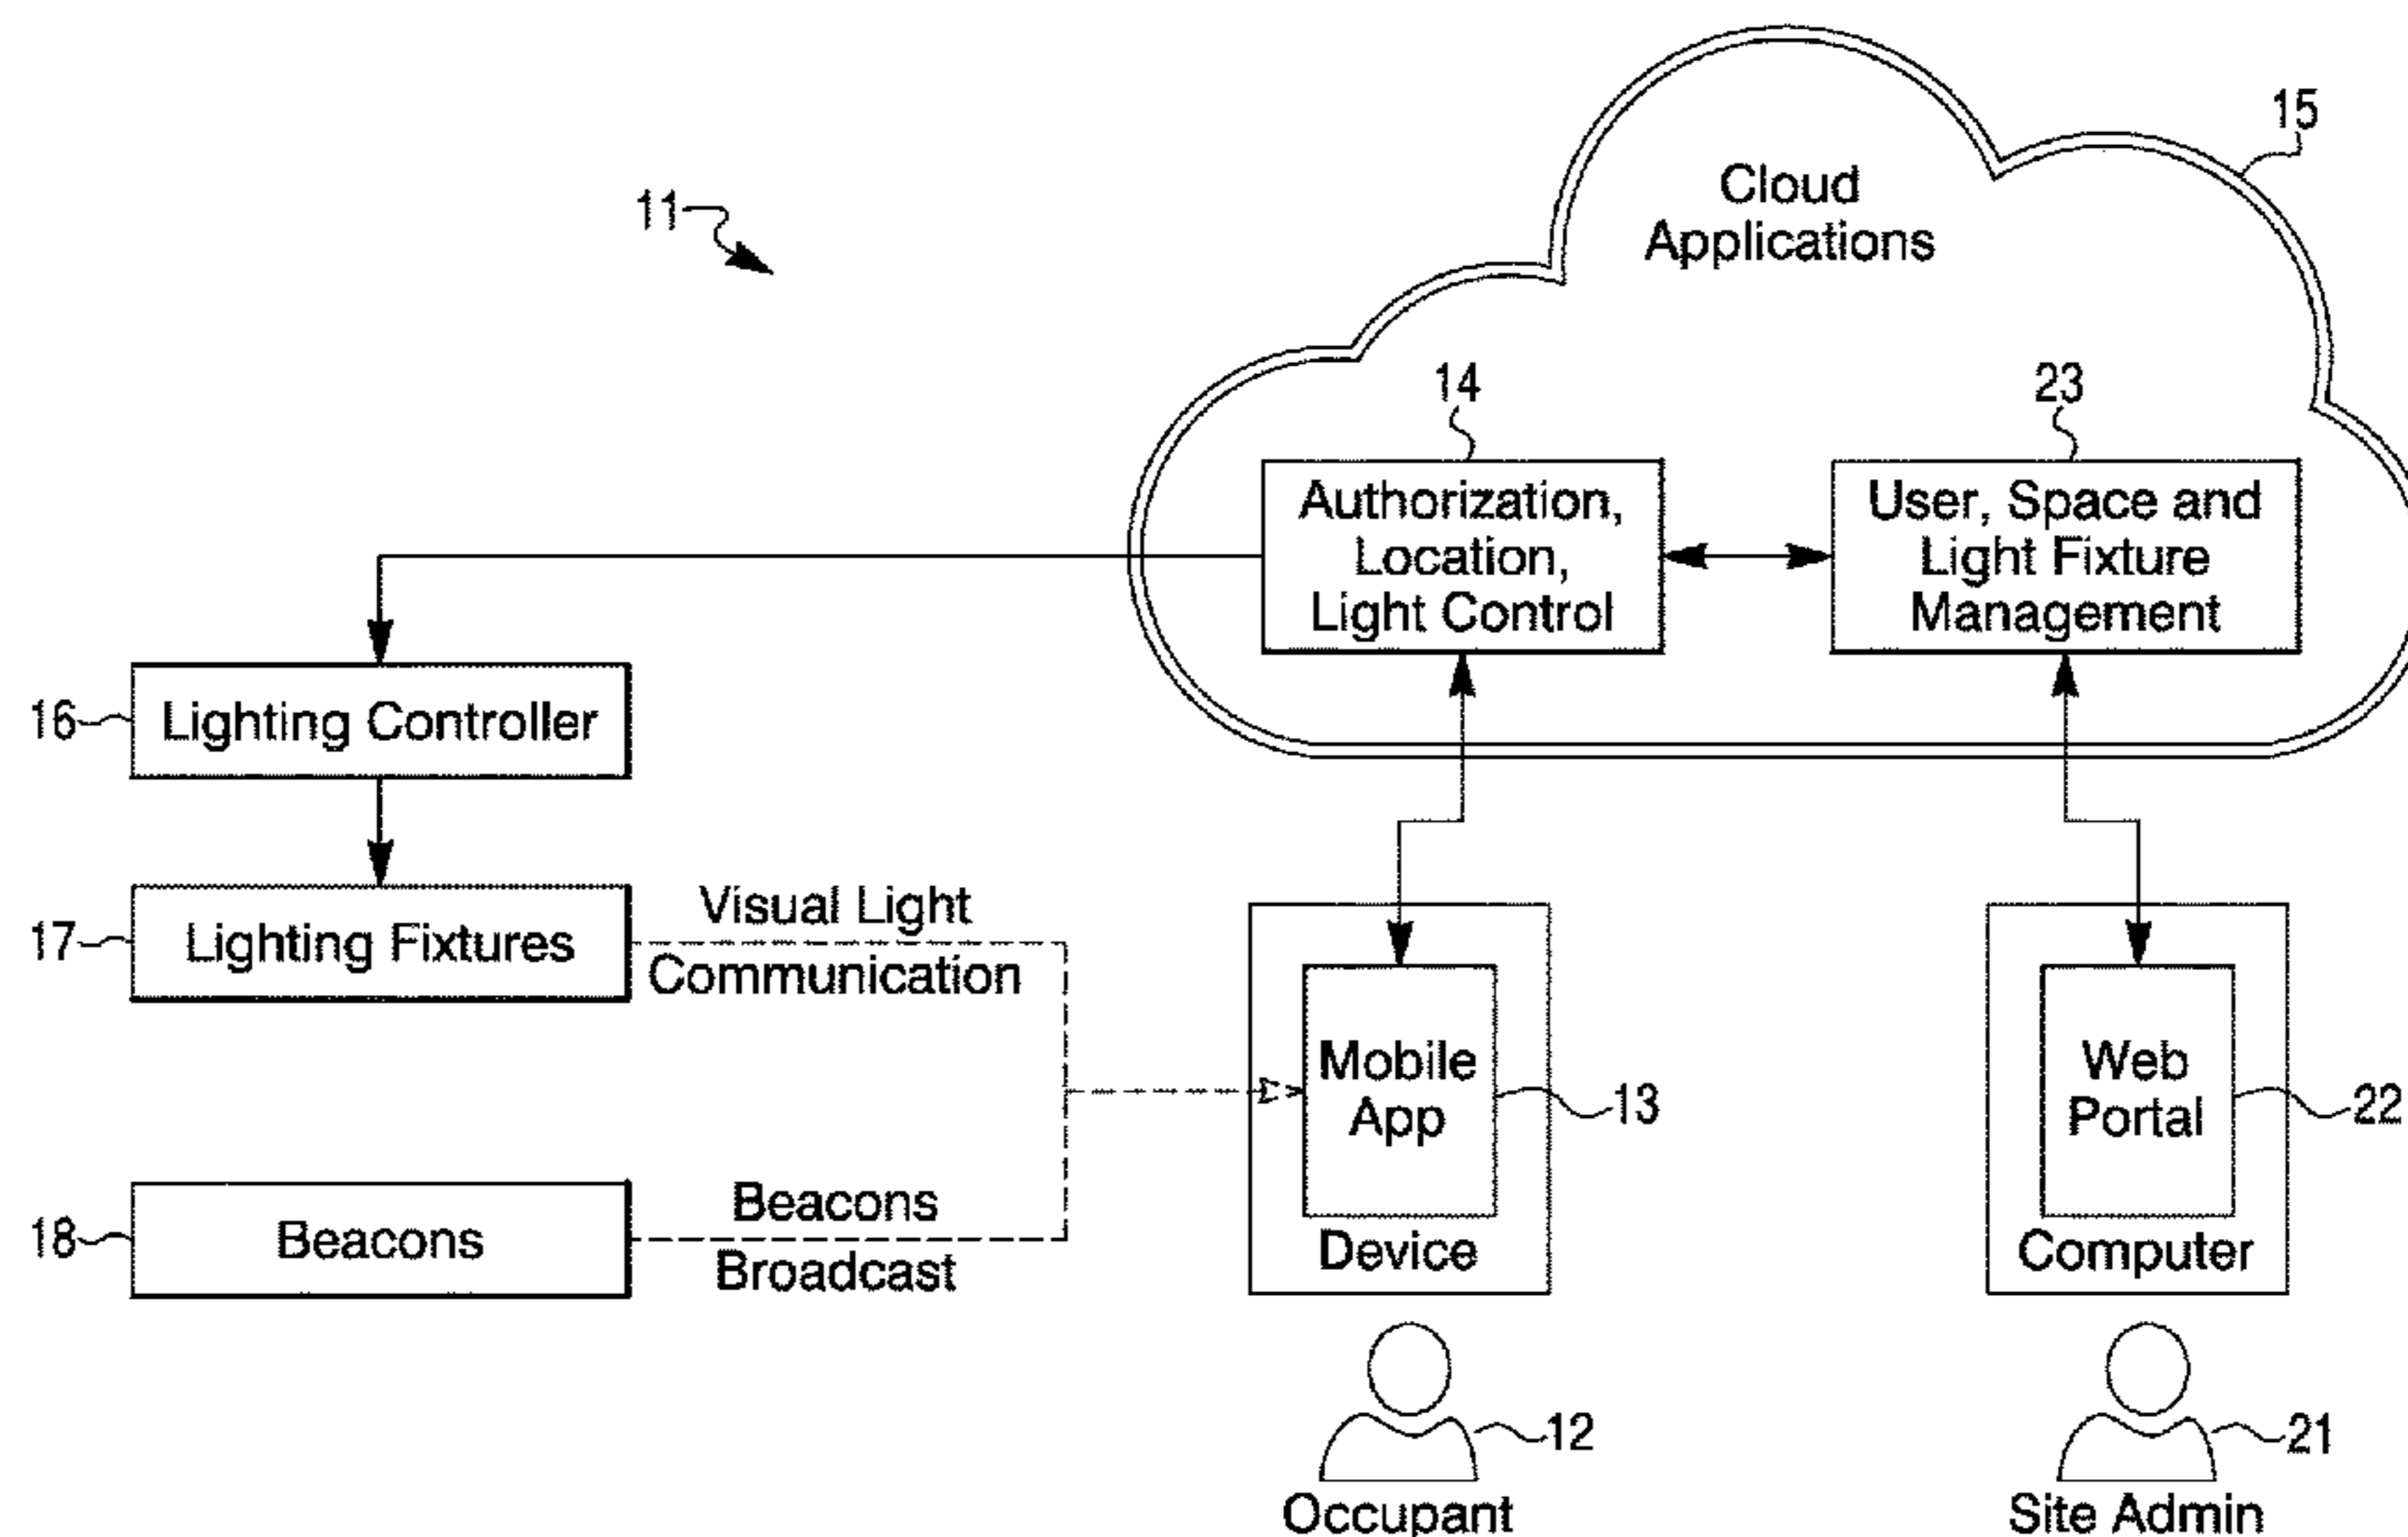 15
Cloud
Applications
11
14
23
Authorization,
Location,
Light Control
User, Space and
Light Fixture
Management
16
Lighting Controller
17
Lighting Fixtures
Visual Light
Communication
Mobile
App
13
Device
Web
Portal
22
Computer
18
Beacons
Beacons
Broadcast
12
Occupant
21
Site Admin